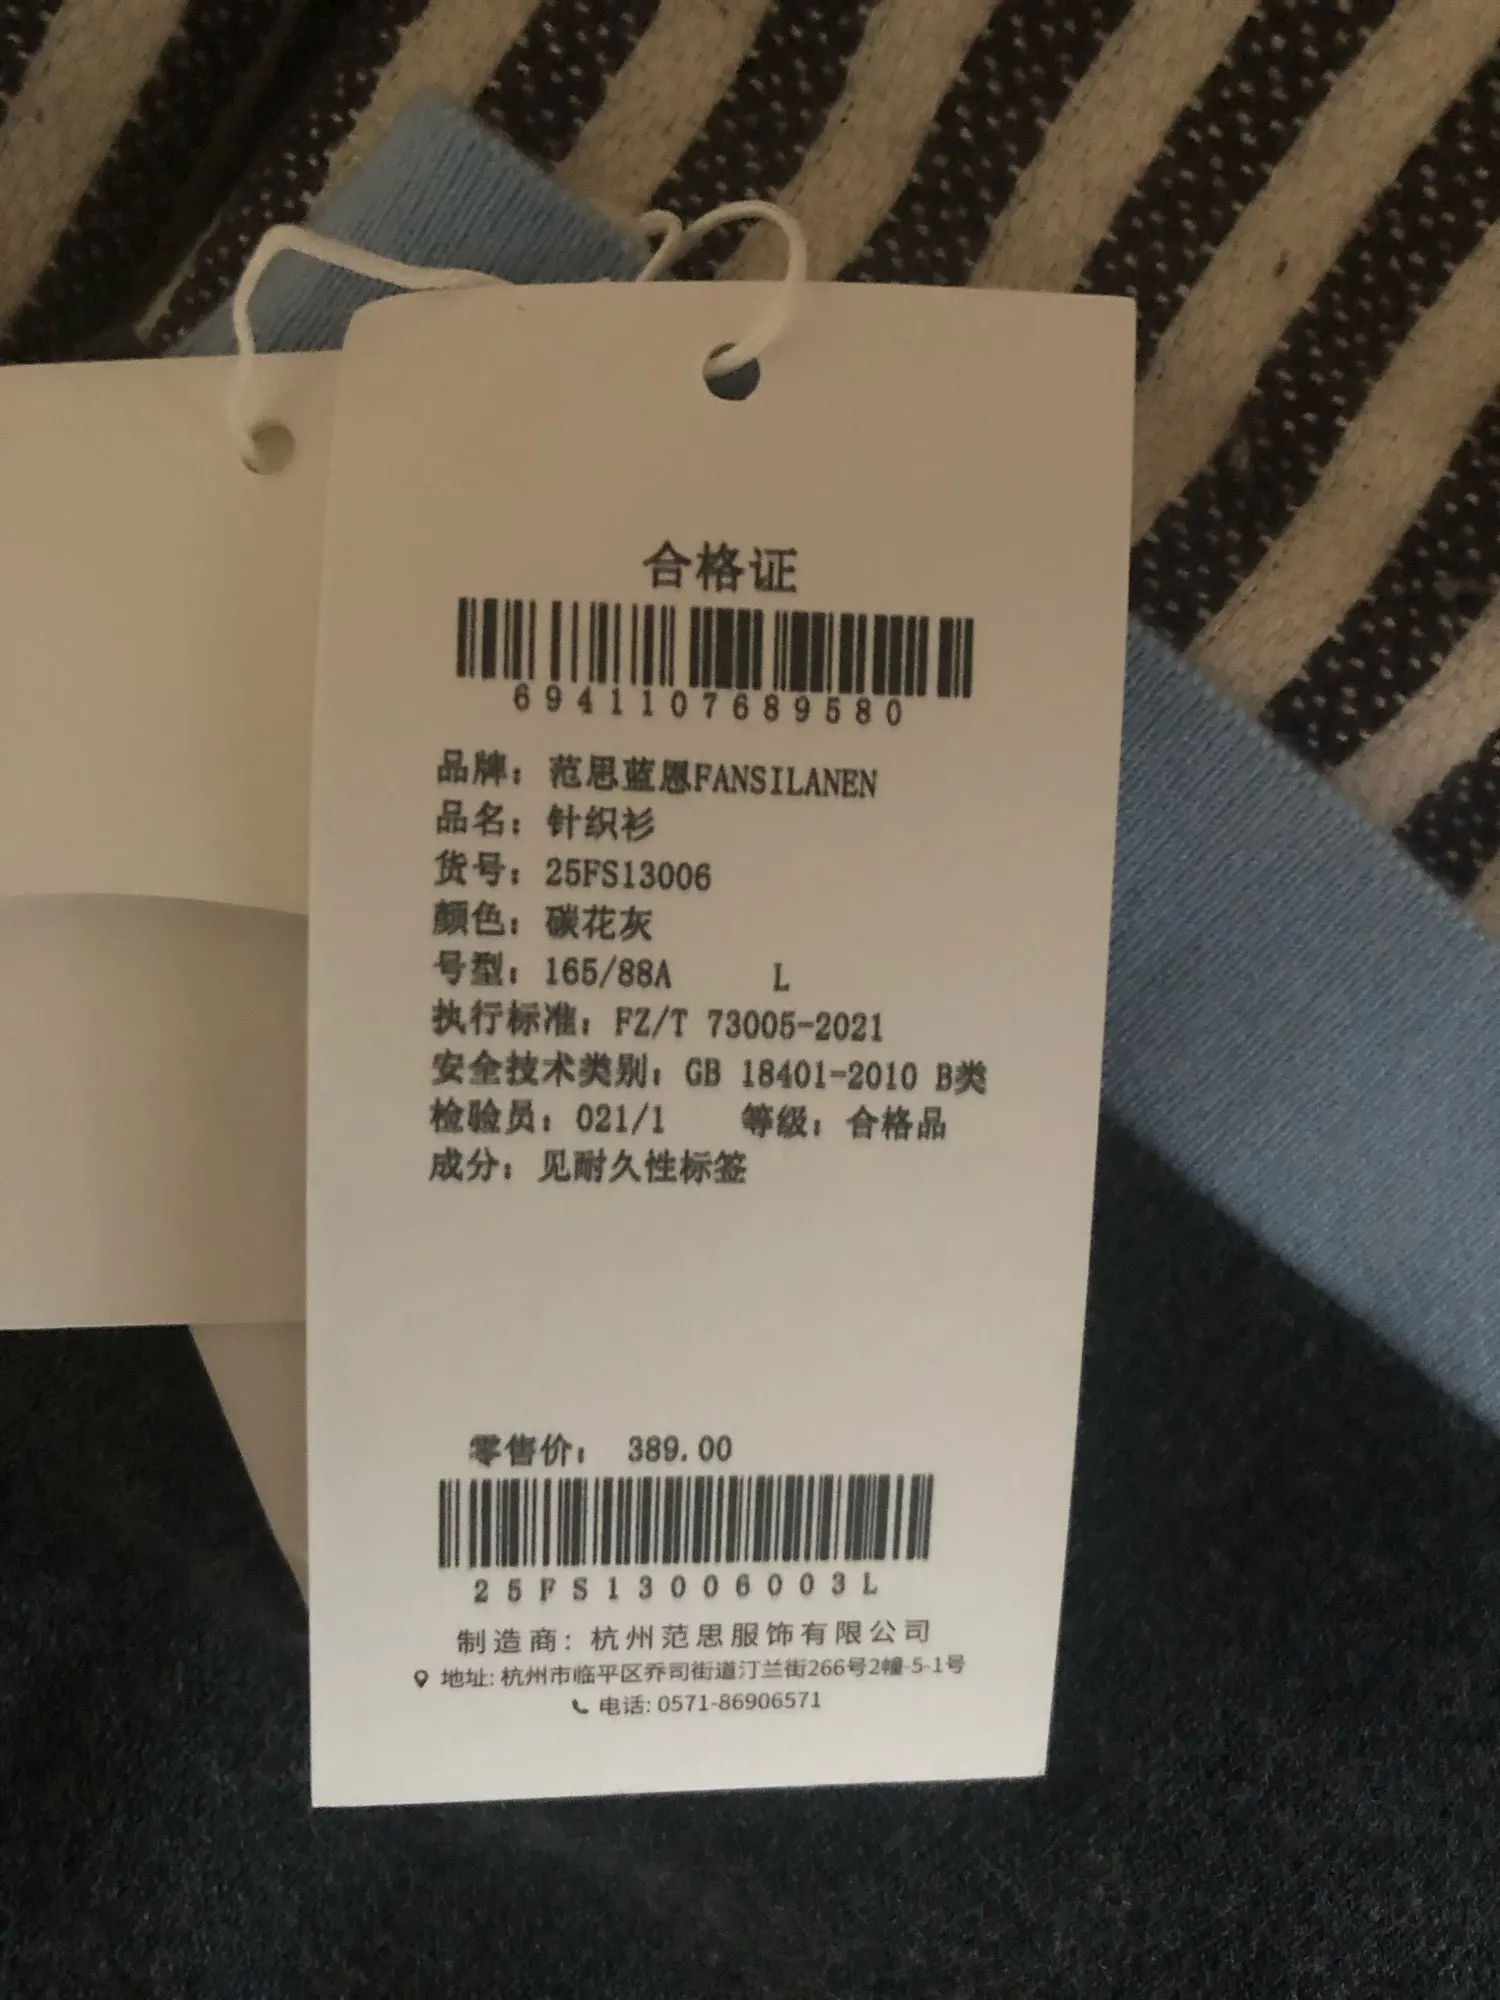 合格证
6941107689580
品牌：范思蓝恩FANSILANEN
品名：针织衫
货号：25FS13006
颜色：碳花灰
号型：165/88A L
执行标准：FZ/T 73005-2021
安全技术类别：GB 18401-2010 B类
检验员：021/1 等级：合格品
成分：见耐久性标签
零售价： 389.00
25FS13006003L
制造商：杭州范思服饰有限公司
地址：杭州市临平区乔司街道汀兰街266号2幢-5-1号
电话：0571-86906571